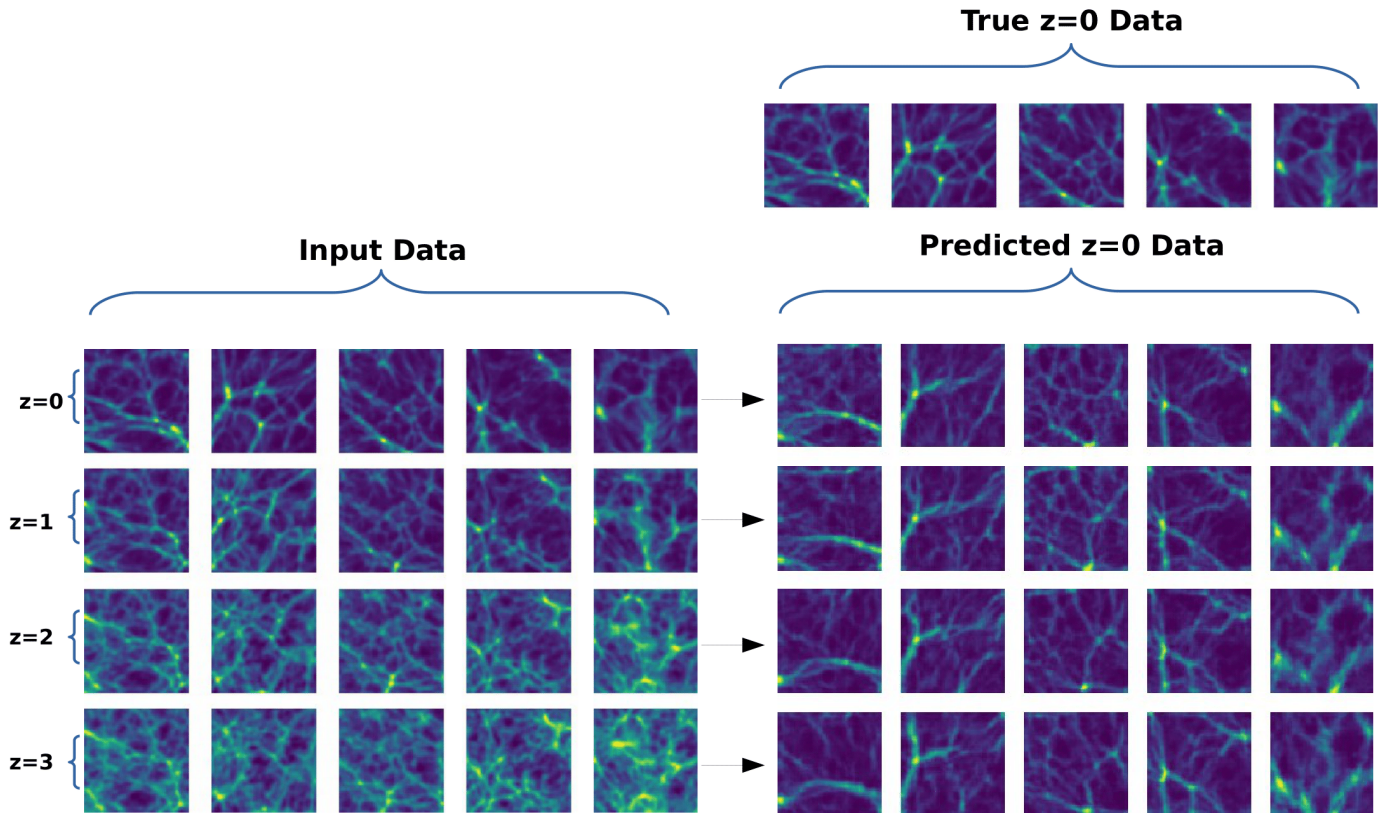 True z=0 Data
Input Data
Predicted z=0 Data
z=0
z=1
z=2
z=3